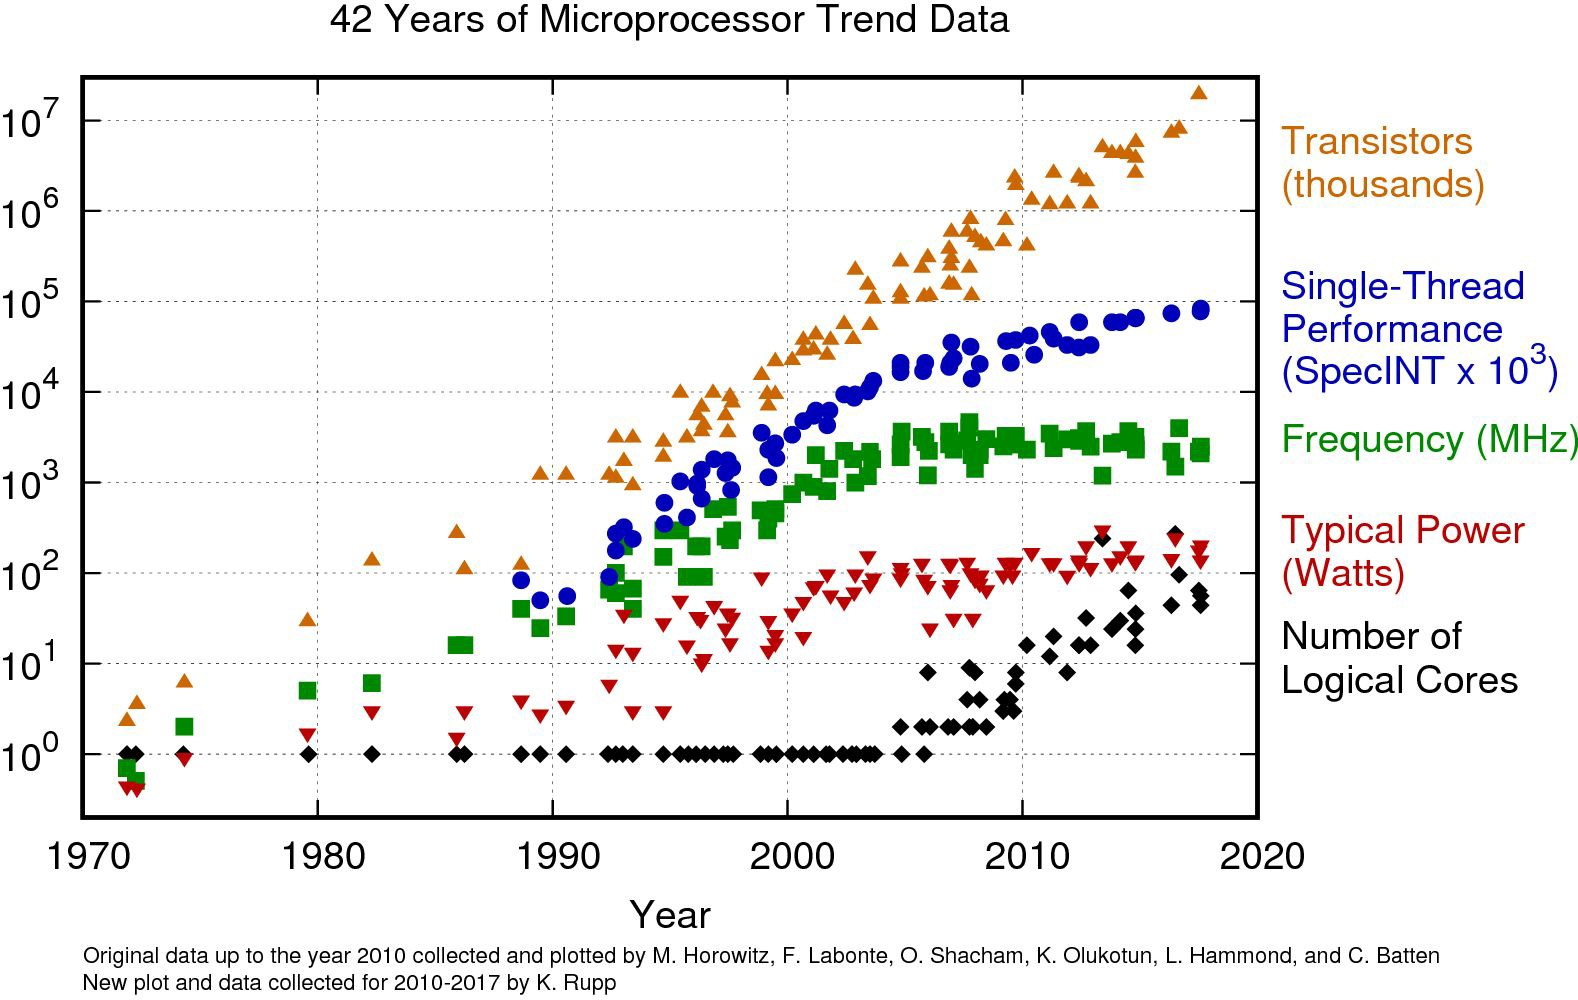 42 Years of Microprocessor Trend Data
10^7
10^6
10^5
10^4
10^3
10^2
10^1
10^0
Transistors
(thousands)
Single-Thread
Performance
(SpecINT x 10^3)
Frequency (MHz)
Typical Power
(Watts)
Number of
Logical Cores
1970 1980 1990 2000 2010 2020
Year
Original data up to the year 2010 collected and plotted by M. Horowitz, F. Labonte, O. Shacham, K. Olukotun, L. Hammond, and C. Batten
New plot and data collected for 2010-2017 by K. Rupp